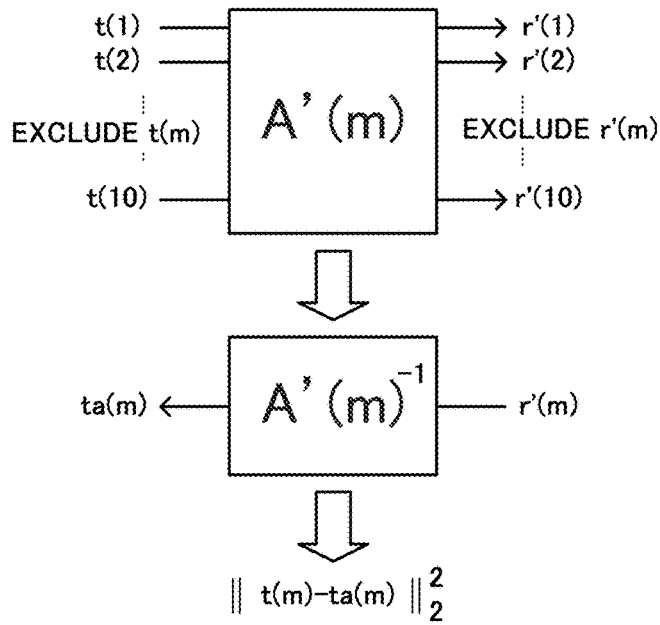 t(1) r'(1)
t(2) r'(2)
A'(m)
EXCLUDE t(m) EXCLUDE r'(m)
t(10) r'(10)
ta(m) A'(m)⁻¹ r'(m)
‖ t(m)-ta(m) ‖²₂